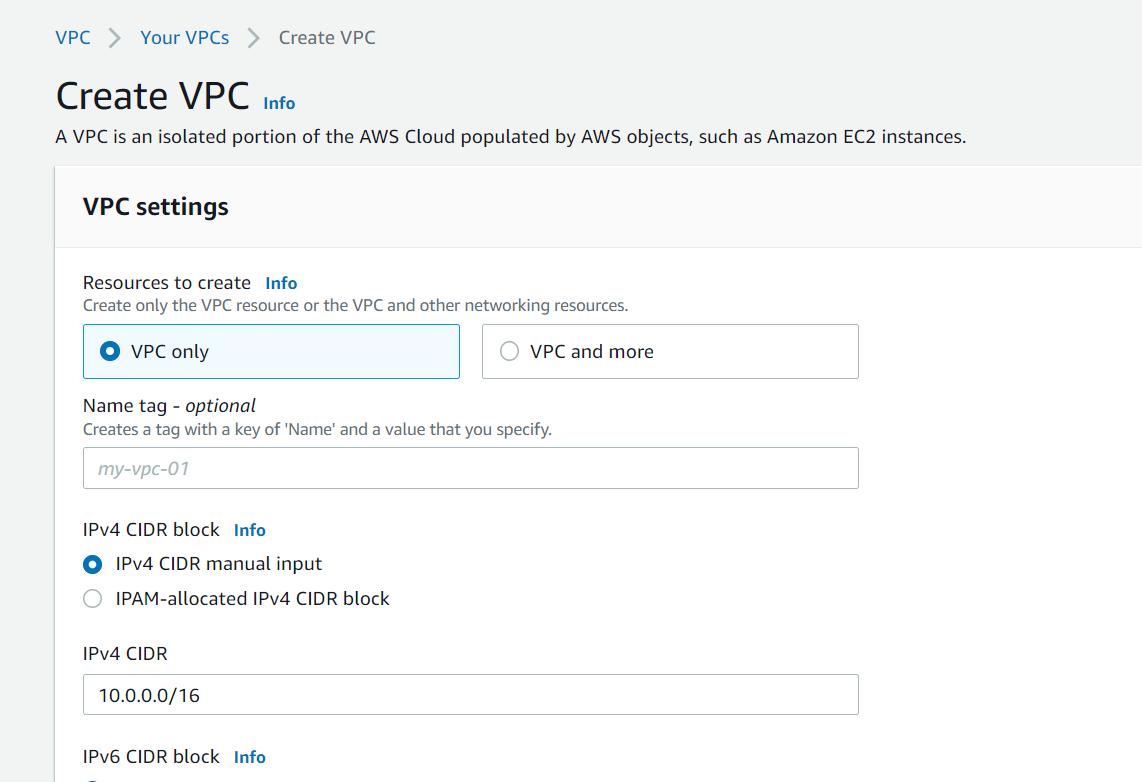 VPC > Your VPCs > Create VPC
Create VPC Info
A VPC is an isolated portion of the AWS Cloud populated by AWS objects, such as Amazon EC2 instances.
VPC settings
Resources to create Info
Create only the VPC resource or the VPC and other networking resources.
VPC only VPC and more
Name tag - optional
Creates a tag with a key of 'Name' and a value that you specify.
my-vpc-01
IPv4 CIDR block Info
IPv4 CIDR manual input
IPAM-allocated IPv4 CIDR block
IPv4 CIDR
10.0.0.0/16
IPv6 CIDR block Info